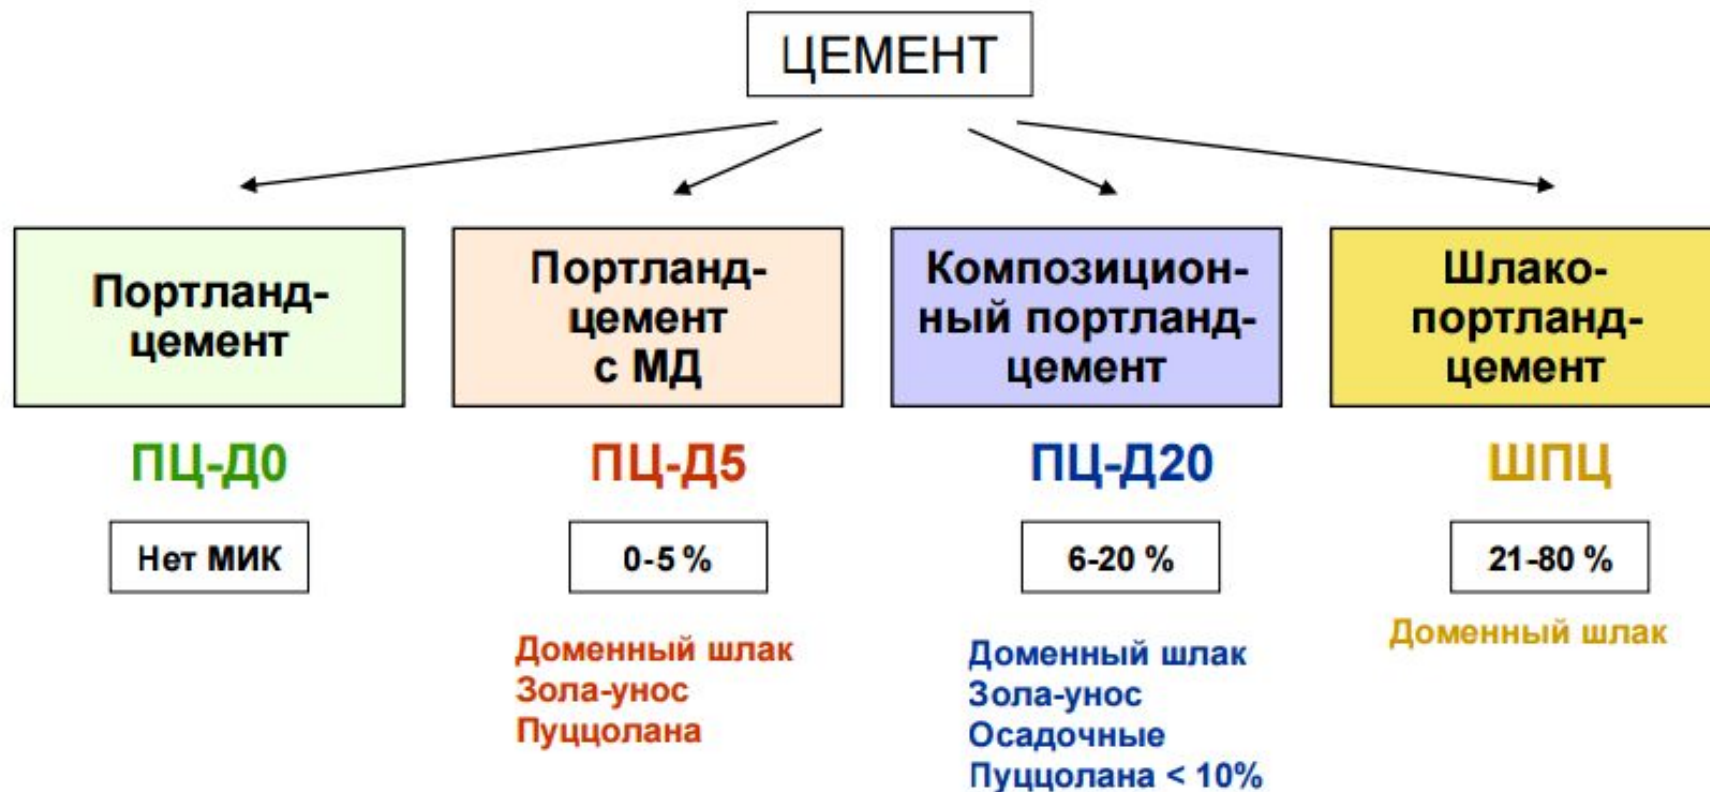 ЦЕМЕНТ
Портланд-
цемент
ПЦ-Д0
Нет МИК
Портланд-
цемент
с МД
ПЦ-Д5
0-5 %
Доменный шлак
Зола-унос
Пуццолана
Композицион-
ный портланд-
цемент
ПЦ-Д20
6-20 %
Доменный шлак
Зола-унос
Осадочные
Пуццолана < 10%
Шлако-
портланд-
цемент
ШПЦ
21-80 %
Доменный шлак